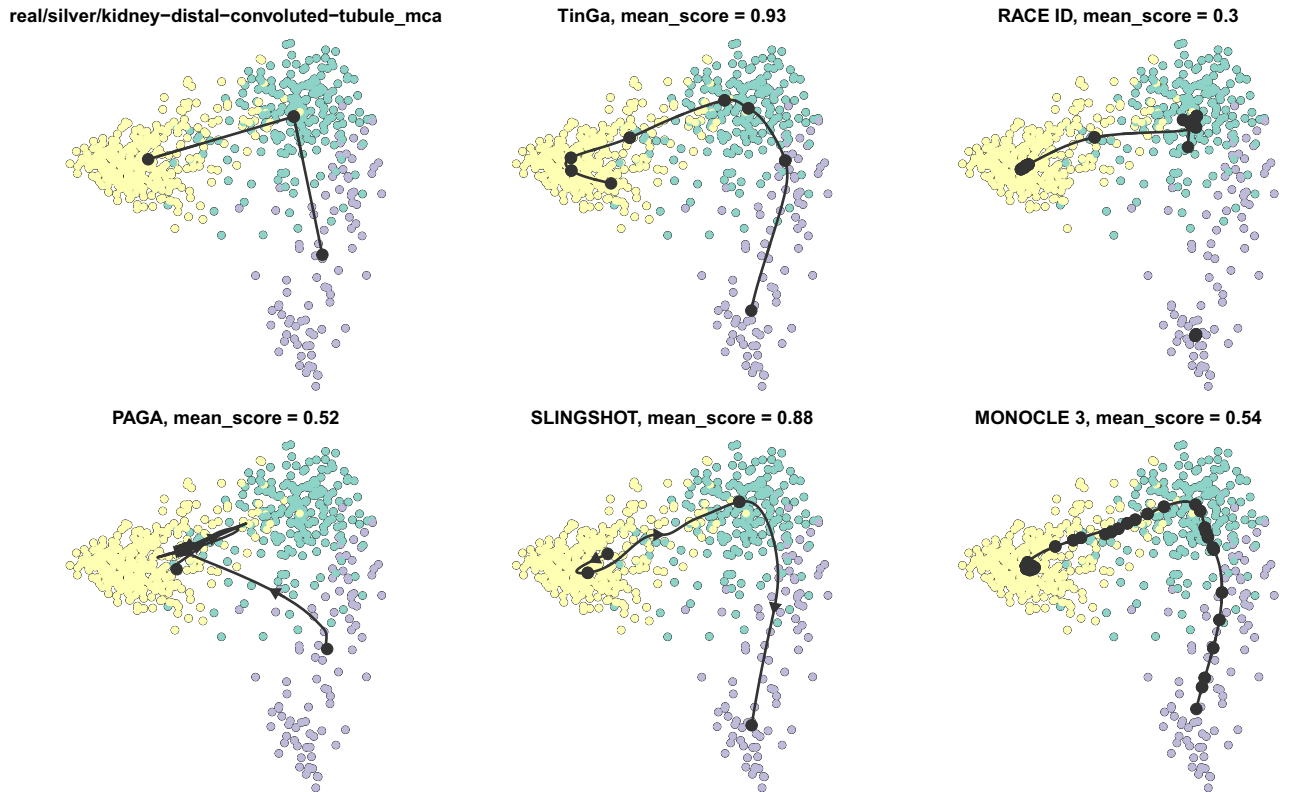 real/silver/kidney−distal−convoluted−tubule_mca
TinGa, mean_score = 0.93
RACE ID, mean_score = 0.3
PAGA, mean_score = 0.52
SLINGSHOT, mean_score = 0.88
MONOCLE 3, mean_score = 0.54